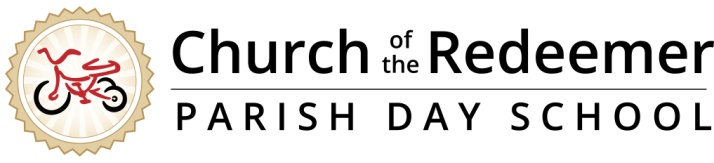 Church of the Redeemer
PARISH DAY SCHOOL